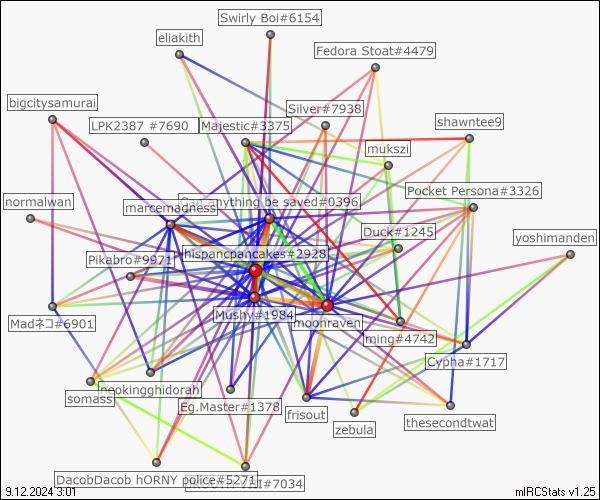 Swirly Boi#6154
eliakith
Fedora Stoat#4479
bigcitysamurai
Silver#7938
LPK2387 #7690
Majestic#3375
shawntee9
mukszi
Pocket Persona#3326
normalwan
anything be saved#0396
marcemadness
Duck#1245
yoshimanden
hispancpancakes#2928
Pikabro#9971
Mushy#1984
moonraven
Madネコ#6901
ming#4742
Cypha#1717
neokingghidorah
somass
Eg.Master#1378
frisout
zebula
thesecondtwat
DacobDacob hORNY police#5271
#7034
9.12.2024 3:01
mIRCStats v1.25